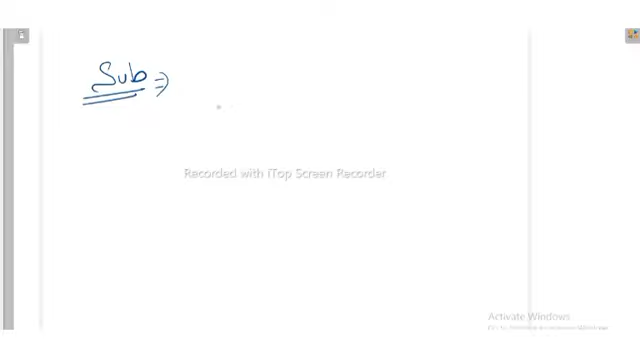 Sub ⇒
Recorded with iTop Screen Recorder
Activate Windows